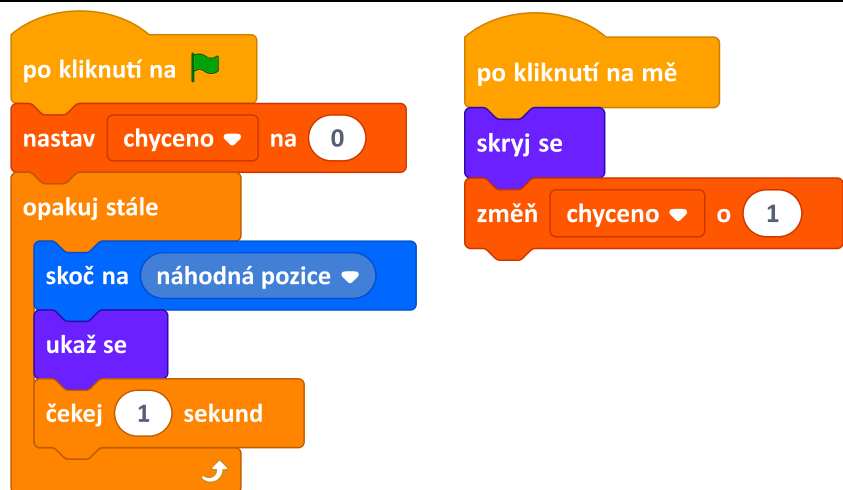 po kliknutí na
nastav chyceno na 0
opakuj stále
skoč na náhodná pozice
ukaž se
čekej 1 sekund
po kliknutí na mě
skryj se
změň chyceno o 1